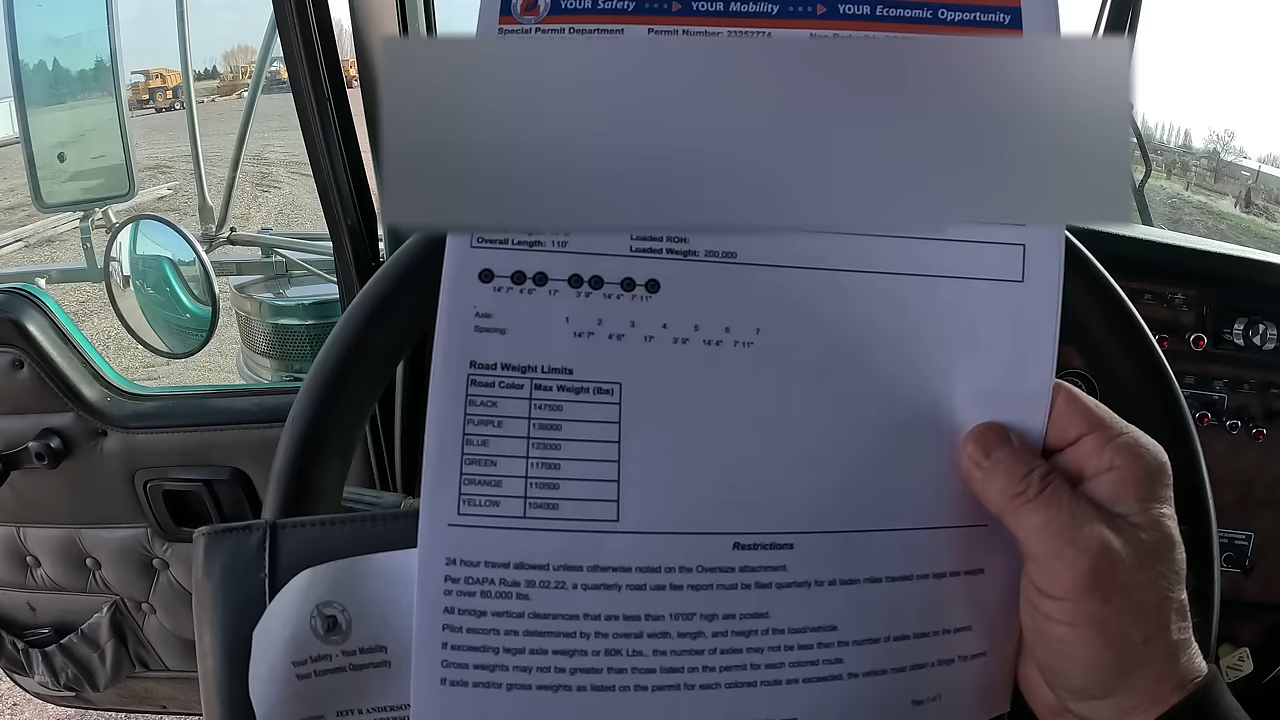 YOUR Safety YOUR Mobility YOUR Economic Opportunity
Special Permit Department Permit Number: 23252774
Overall Length: 110' Loaded ROH:
Loaded Weight: 200,000
14' 7" 4' 6" 17' 3' 9" 14' 4" 7' 11"
Axle: 1 2 3 4 5 6 7
Spacing: 14' 7" 4' 6" 17' 3' 9" 14' 4" 7' 11"
Road Weight Limits
Road Color Max Weight (lbs)
BLACK 147500
PURPLE 138000
BLUE 123000
GREEN 117000
ORANGE 110500
YELLOW 104000
Restrictions
24 hour travel allowed unless otherwise noted on the Oversize attachment.
Per IDAPA Rule 39.02.22, a quarterly road use fee report must be filed quarterly for all laden miles traveled over legal axle weights
or over 80,000 lbs.
All bridge vertical clearances that are less than 16'00" high are posted.
Pilot escorts are determined by the overall width, length, and height of the load/vehicle.
If exceeding legal axle weights or 80K Lbs., the number of axles may not be less than the number of axles listed on the permit.
Gross weights may not be greater than those listed on the permit for each colored route.
If axle and/or gross weights as listed on the permit for each colored route are exceeded, the vehicle must obtain a Single Trip permit.
Page 1 of 3
Your Safety • Your Mobility
Your Economic Opportunity
JEFF R ANDERSON